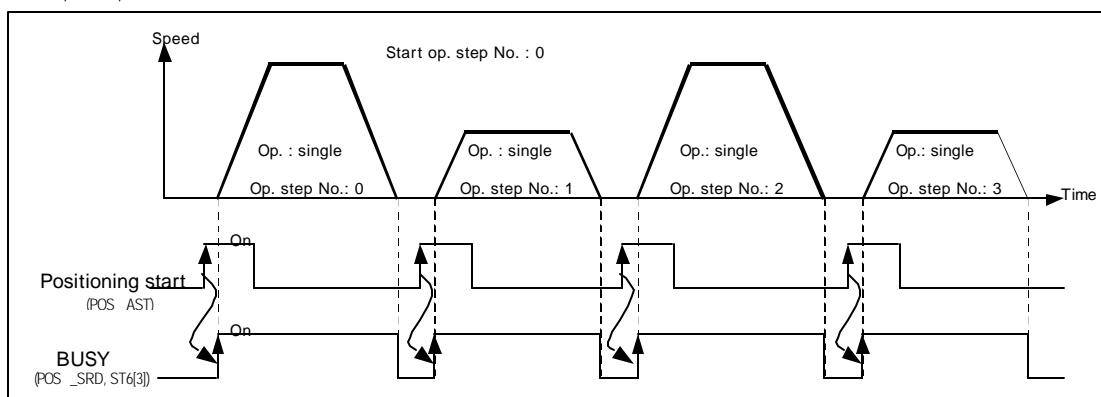 Speed
Start op. step No. : 0
Op. : single
Op. : single
Op.: single
Op.: single
Op. step No.: 0
Op. step No.: 1
Op. step No.: 2
Op. step No.: 3
Time
On
Positioning start
(POS AST)
On
BUSY
(POS _SRD, ST6[3])